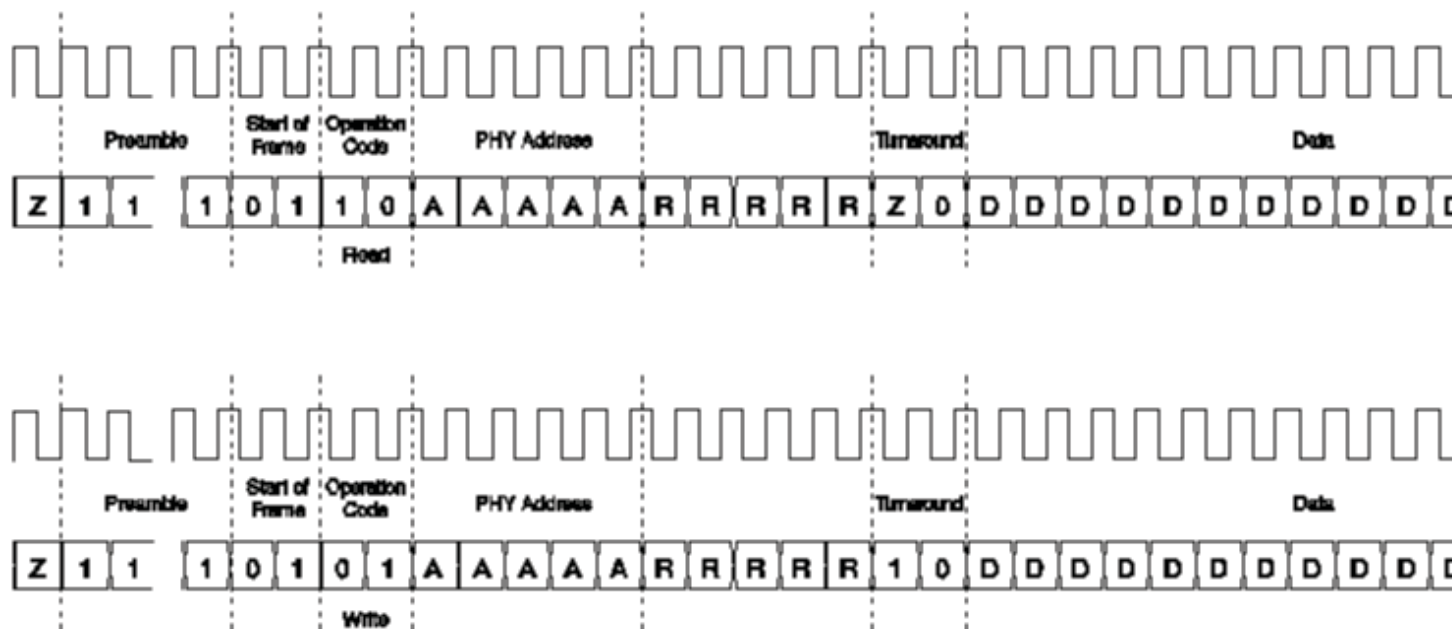 Preamble Start of Frame Operation Code PHY Address Turnaround Data
Z 1 1 1 0 1 1 0 A A A A A R R R R R Z 0 D D D D D D D D D D D
Read
Preamble Start of Frame Operation Code PHY Address Turnaround Data
Z 1 1 1 0 1 0 1 A A A A A R R R R R 1 0 D D D D D D D D D D D
Write